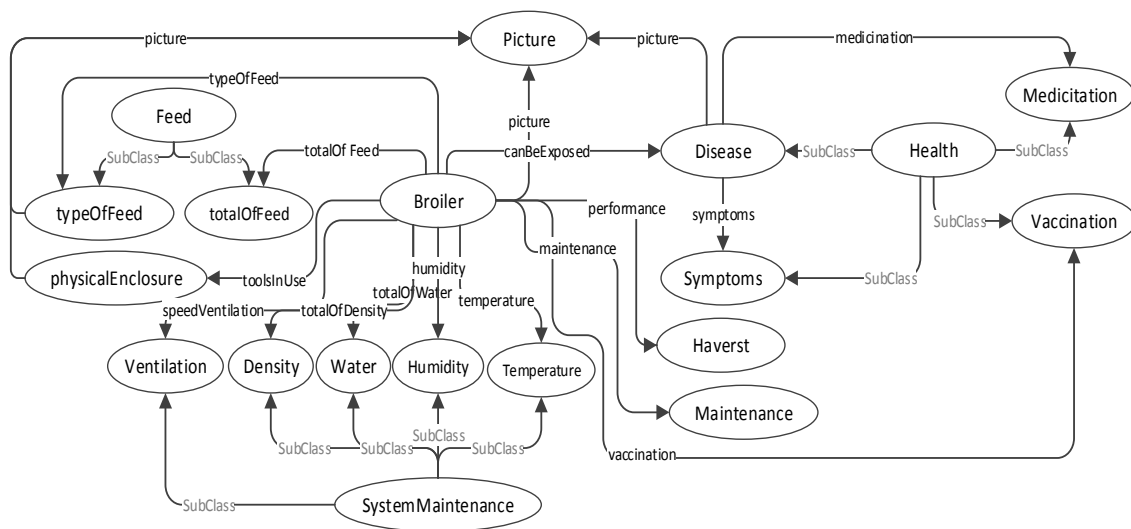 picture
Picture
picture
medicination
typeOfFeed
Medicitation
Feed
picture
SubClass
SubClass
totalOf Feed
canBeExposed
Disease
SubClass
Health
SubClass
typeOfFeed
totalOfFeed
Broiler
performance
symptoms
SubClass
Vaccination
maintenance
physicalEnclosure
toolsInUse
humidity
Symptoms
SubClass
totalOfWater
temperature
speedVentilation
totalOfDensity
Haverst
Ventilation
Density
Water
Humidity
Temperature
Maintenance
SubClass
SubClass
SubClass
SubClass
vaccination
SubClass
SystemMaintenance